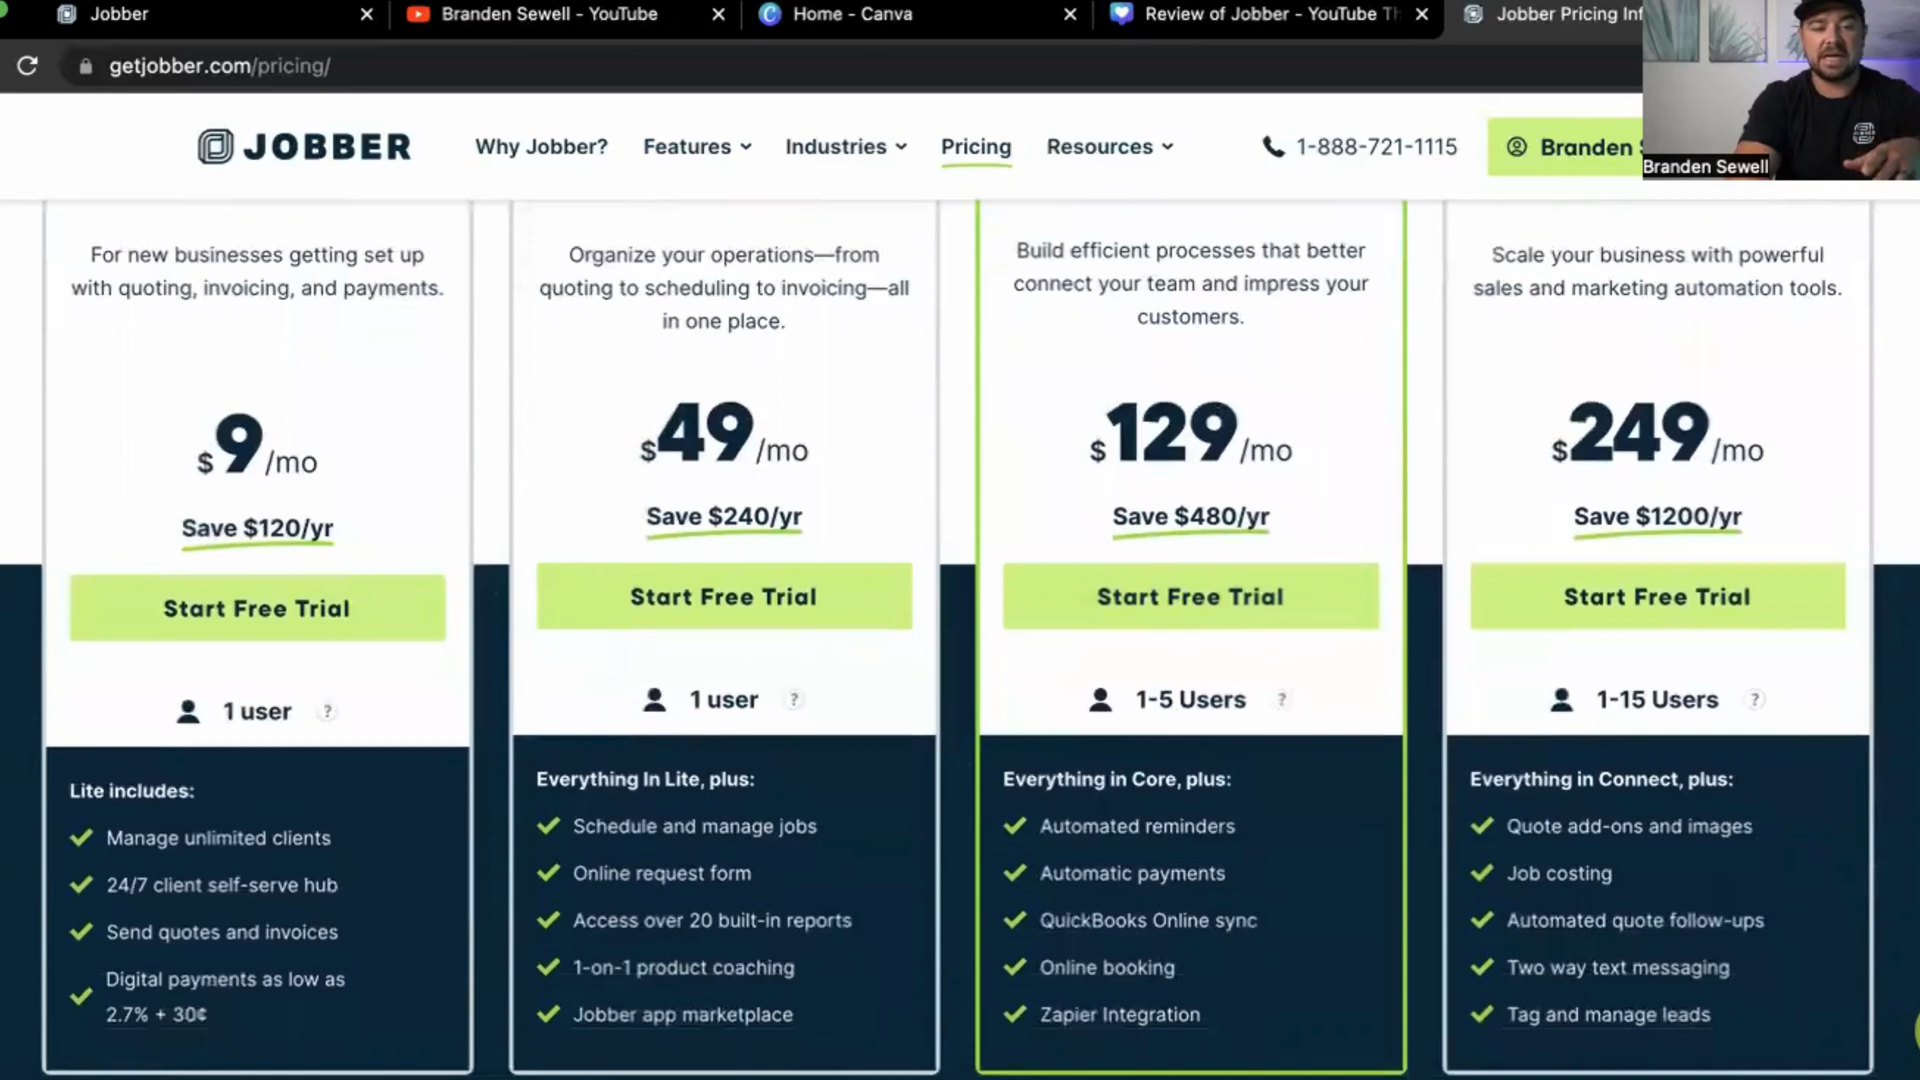 Jobber
Branden Sewell - YouTube
Home - Canva
Review of Jobber - YouTube Th
Jobber Pricing Inf
getjobber.com/pricing/
JOBBER
Why Jobber?
Features
Industries
Pricing
Resources
1-888-721-1115
Branden S
Branden Sewell
For new businesses getting set up
with quoting, invoicing, and payments.
$9/mo
Save $120/yr
Start Free Trial
1 user ?
Lite includes:
Manage unlimited clients
24/7 client self-serve hub
Send quotes and invoices
Digital payments as low as
2.7% + 30¢
Organize your operations—from
quoting to scheduling to invoicing—all
in one place.
$49/mo
Save $240/yr
Start Free Trial
1 user ?
Everything In Lite, plus:
Schedule and manage jobs
Online request form
Access over 20 built-in reports
1-on-1 product coaching
Jobber app marketplace
Build efficient processes that better
connect your team and impress your
customers.
$129/mo
Save $480/yr
Start Free Trial
1-5 Users ?
Everything in Core, plus:
Automated reminders
Automatic payments
QuickBooks Online sync
Online booking
Zapier Integration
Scale your business with powerful
sales and marketing automation tools.
$249/mo
Save $1200/yr
Start Free Trial
1-15 Users ?
Everything in Connect, plus:
Quote add-ons and images
Job costing
Automated quote follow-ups
Two way text messaging
Tag and manage leads